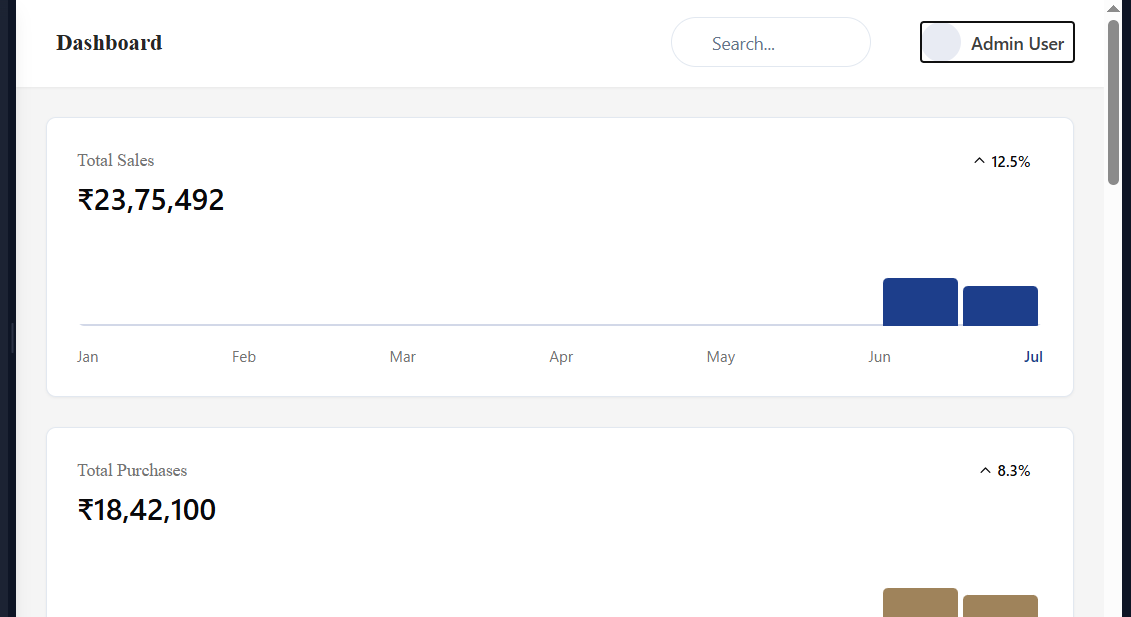 Dashboard
Search...
Admin User
Total Sales
12.5%
₹23,75,492
Jan Feb Mar Apr May Jun Jul
Total Purchases
8.3%
₹18,42,100